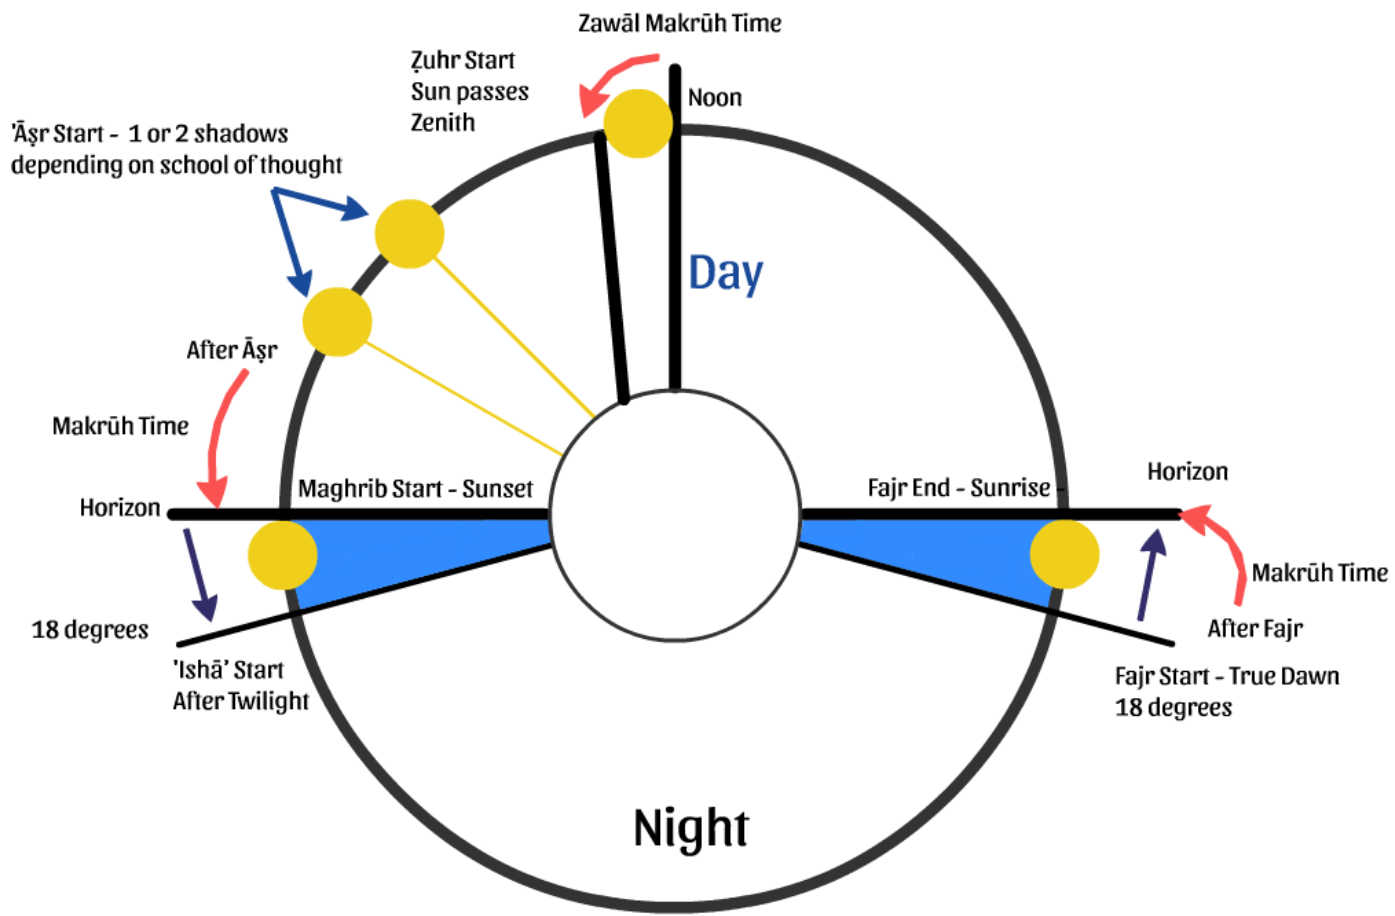 Zawāl Makrūh Time
Ẓuhr Start
Sun passes
Zenith
Noon
'Āṣr Start - 1 or 2 shadows
depending on school of thought
Day
After Āṣr
Makrūh Time
Horizon
Maghrib Start - Sunset
Fajr End - Sunrise -
Horizon
Makrūh Time
After Fajr
18 degrees
'Ishā’ Start
After Twilight
Fajr Start - True Dawn
18 degrees
Night